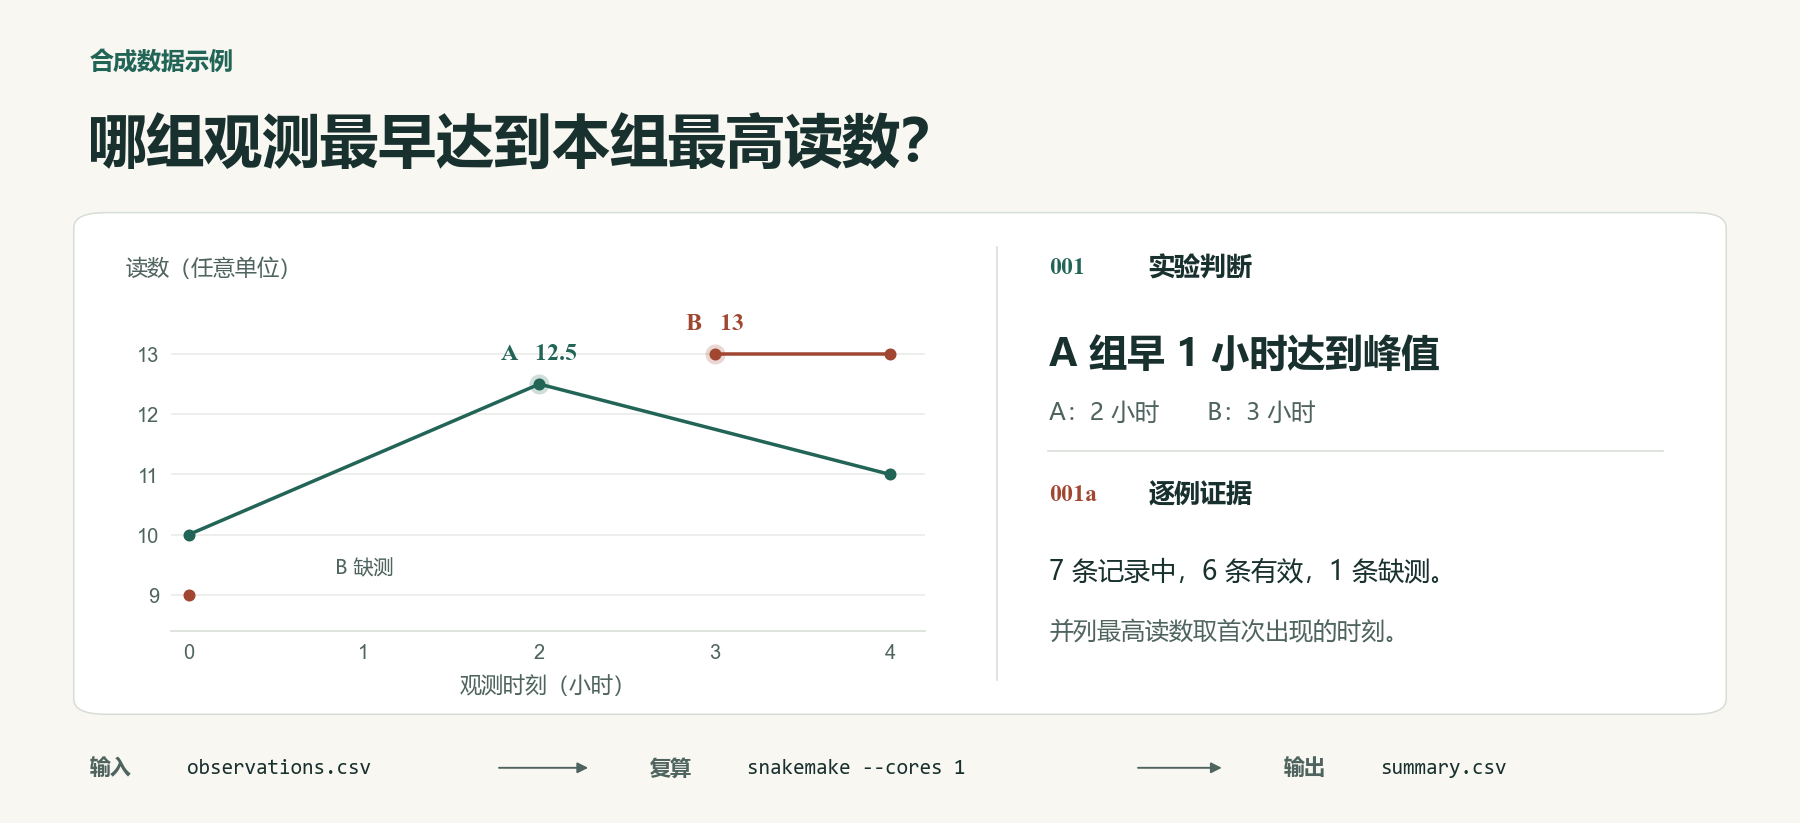 合成数据示例
哪组观测最早达到本组最高读数？
读数（任意单位）
B 13
A 12.5
13
12
11
10
B 缺测
9
0 1 2 3 4
观测时刻（小时）
001 实验判断
A 组早 1 小时达到峰值
A：2 小时 B：3 小时
001a 逐例证据
7 条记录中，6 条有效，1 条缺测。
并列最高读数取首次出现的时刻。
输入 observations.csv 复算 snakemake --cores 1 输出 summary.csv